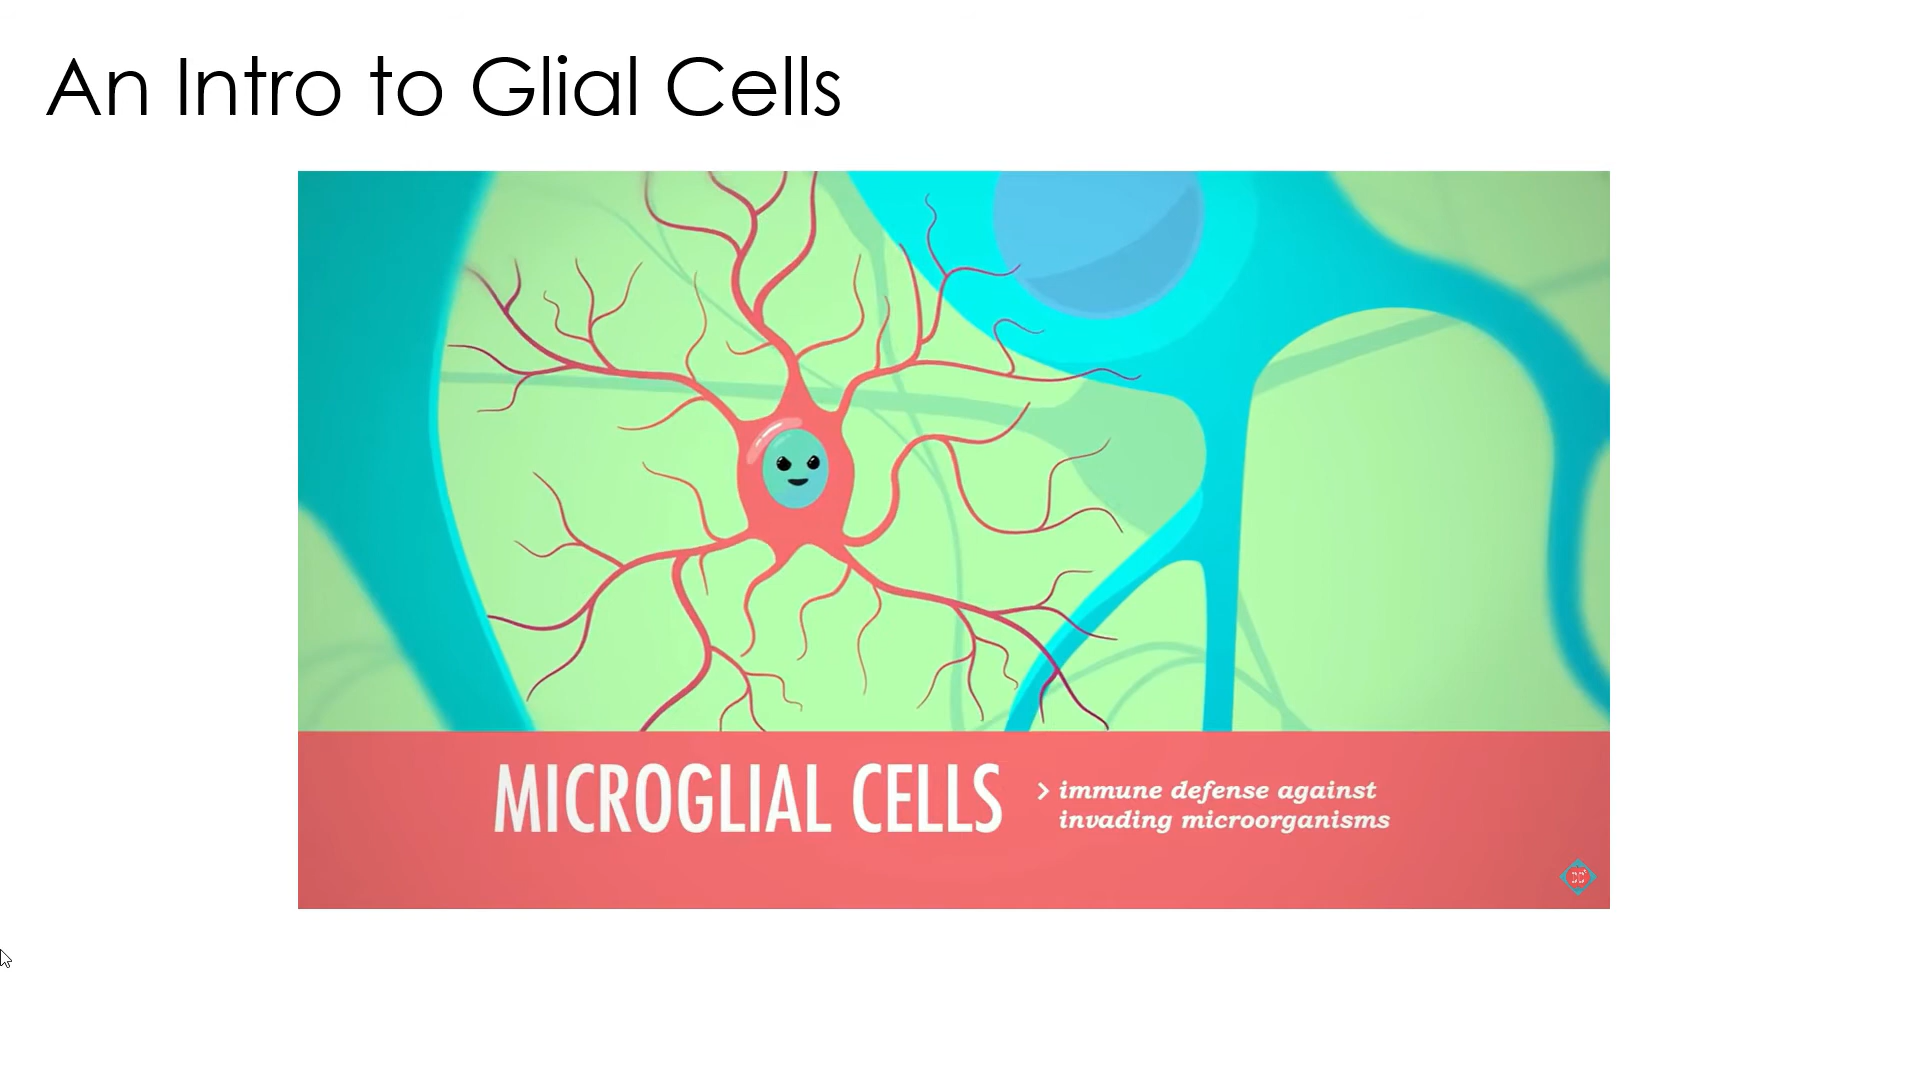 An Intro to Glial Cells
MICROGLIAL CELLS
> immune defense against
invading microorganisms